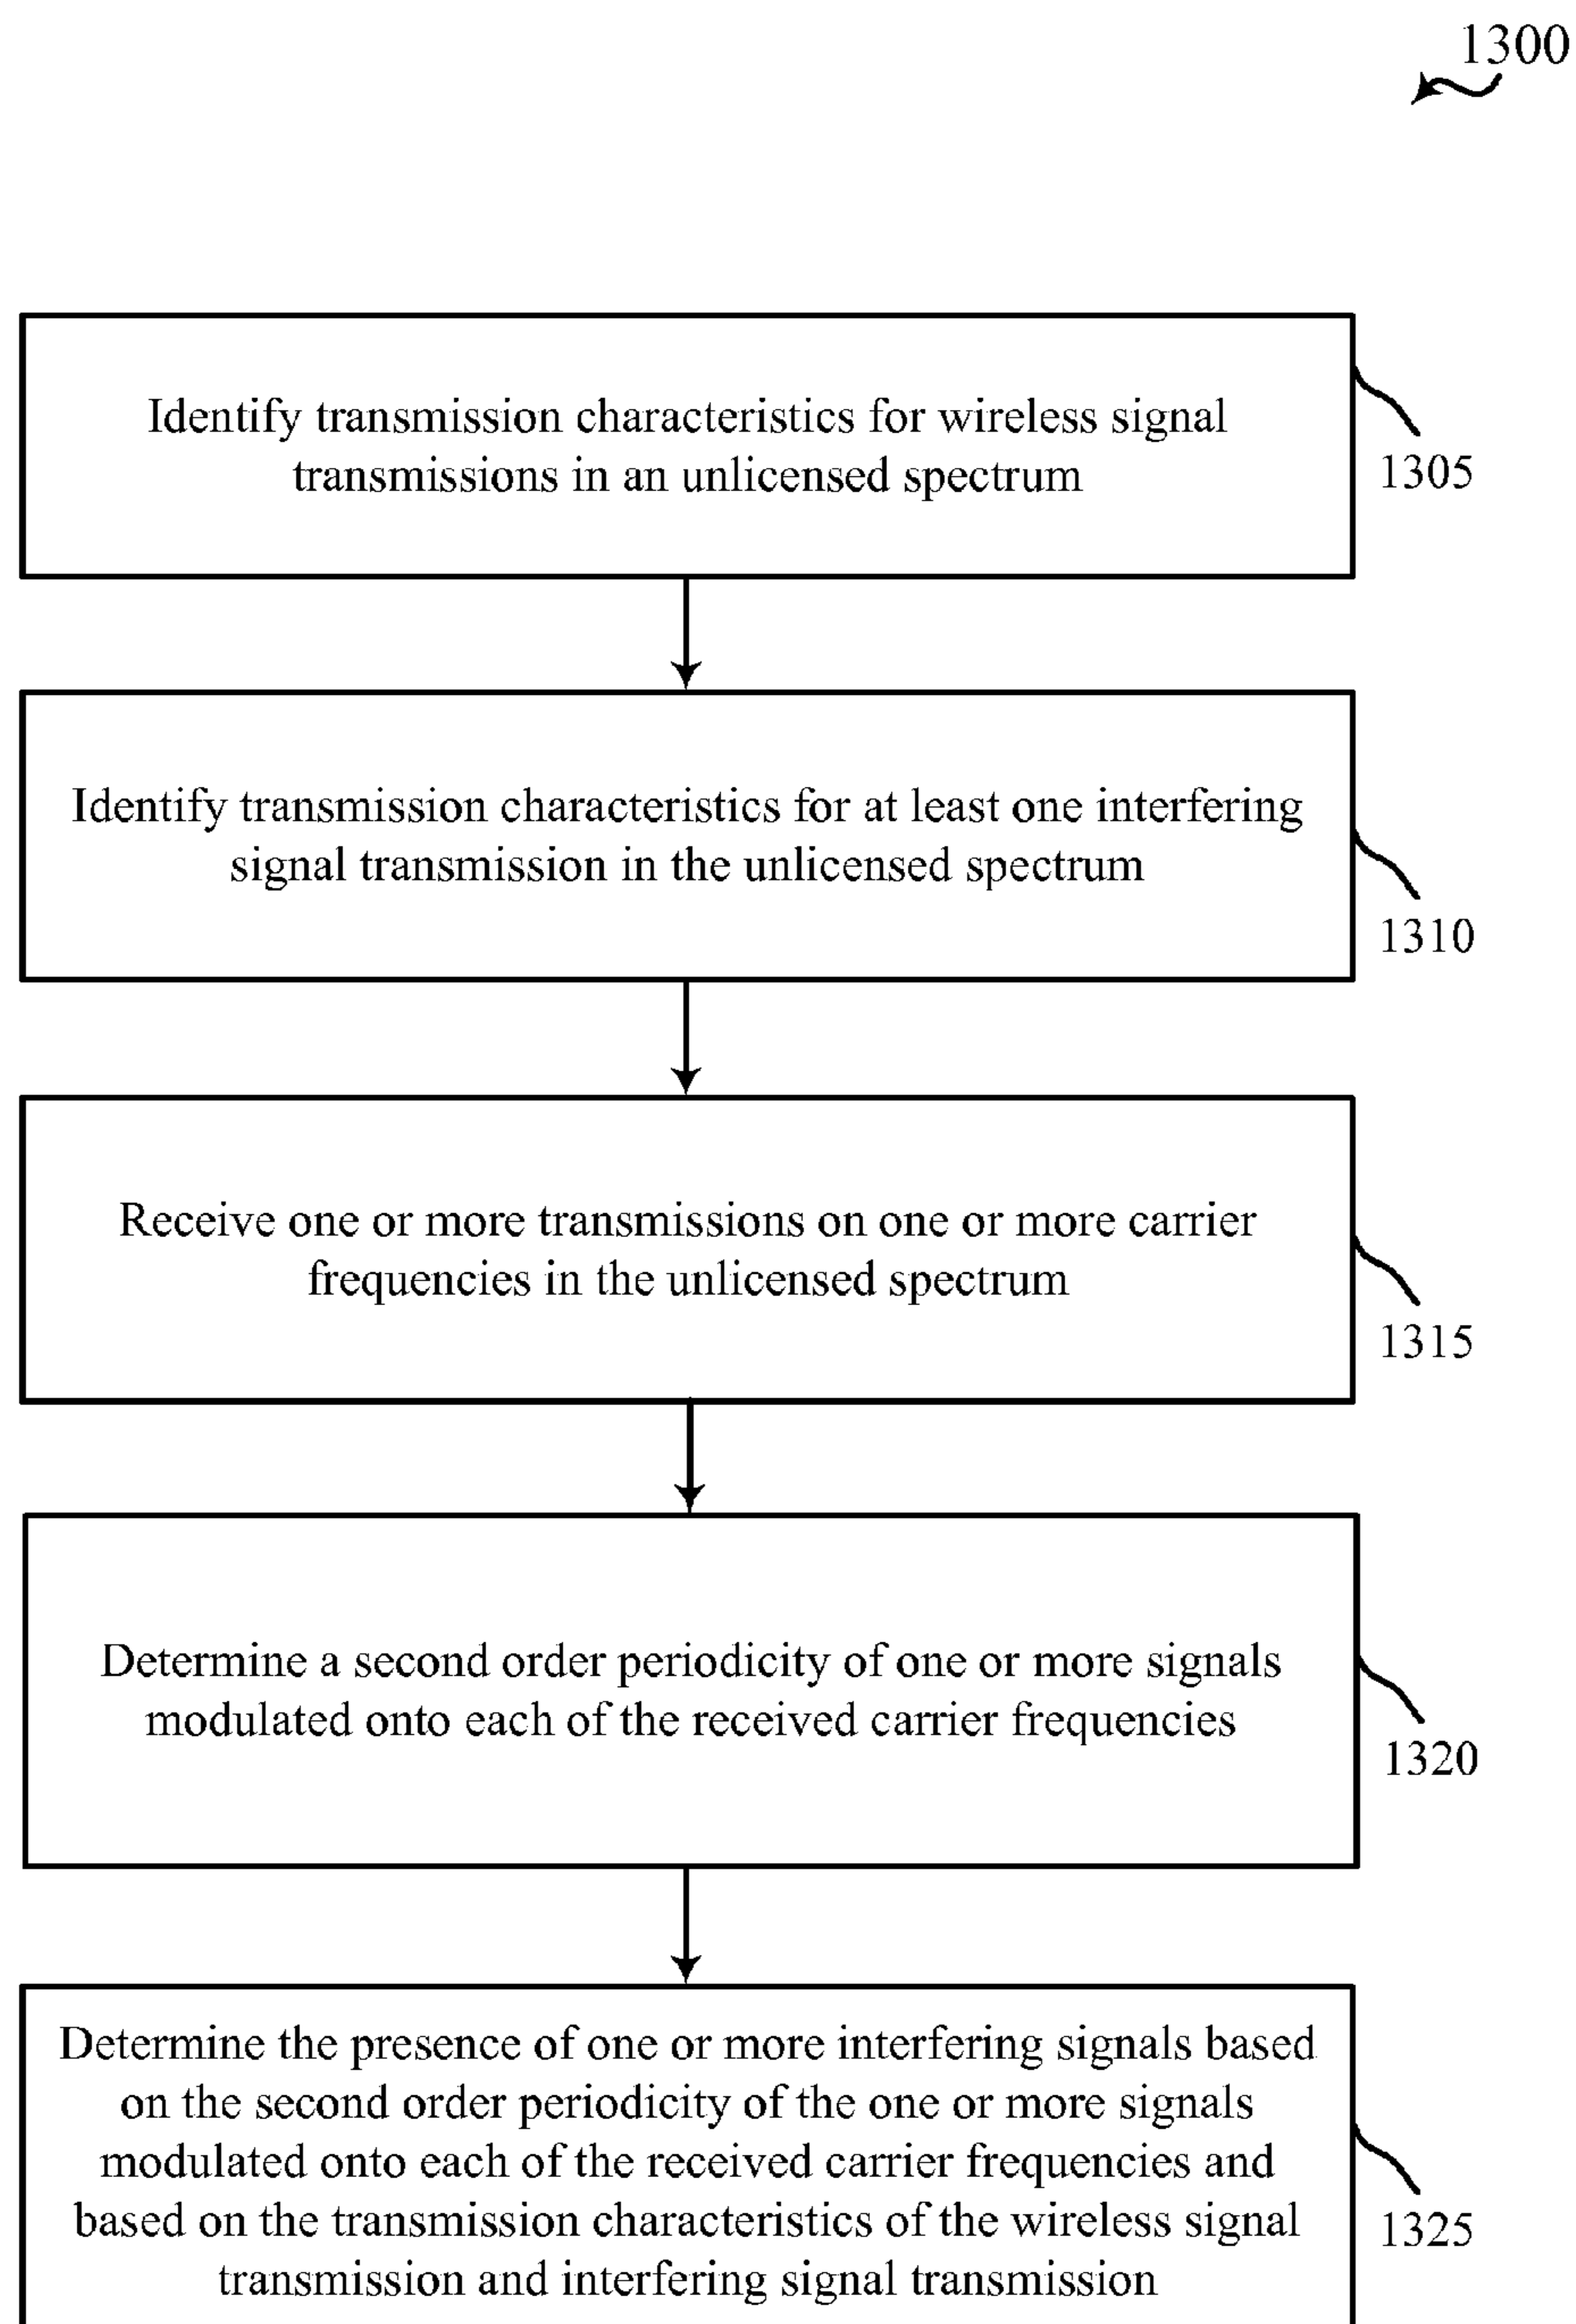 1300
Identify transmission characteristics for wireless signal
transmissions in an unlicensed spectrum
1305
Identify transmission characteristics for at least one interfering
signal transmission in the unlicensed spectrum
1310
Receive one or more transmissions on one or more carrier
frequencies in the unlicensed spectrum
1315
Determine a second order periodicity of one or more signals
modulated onto each of the received carrier frequencies
1320
Determine the presence of one or more interfering signals based
on the second order periodicity of the one or more signals
modulated onto each of the received carrier frequencies and
based on the transmission characteristics of the wireless signal
transmission and interfering signal transmission
1325